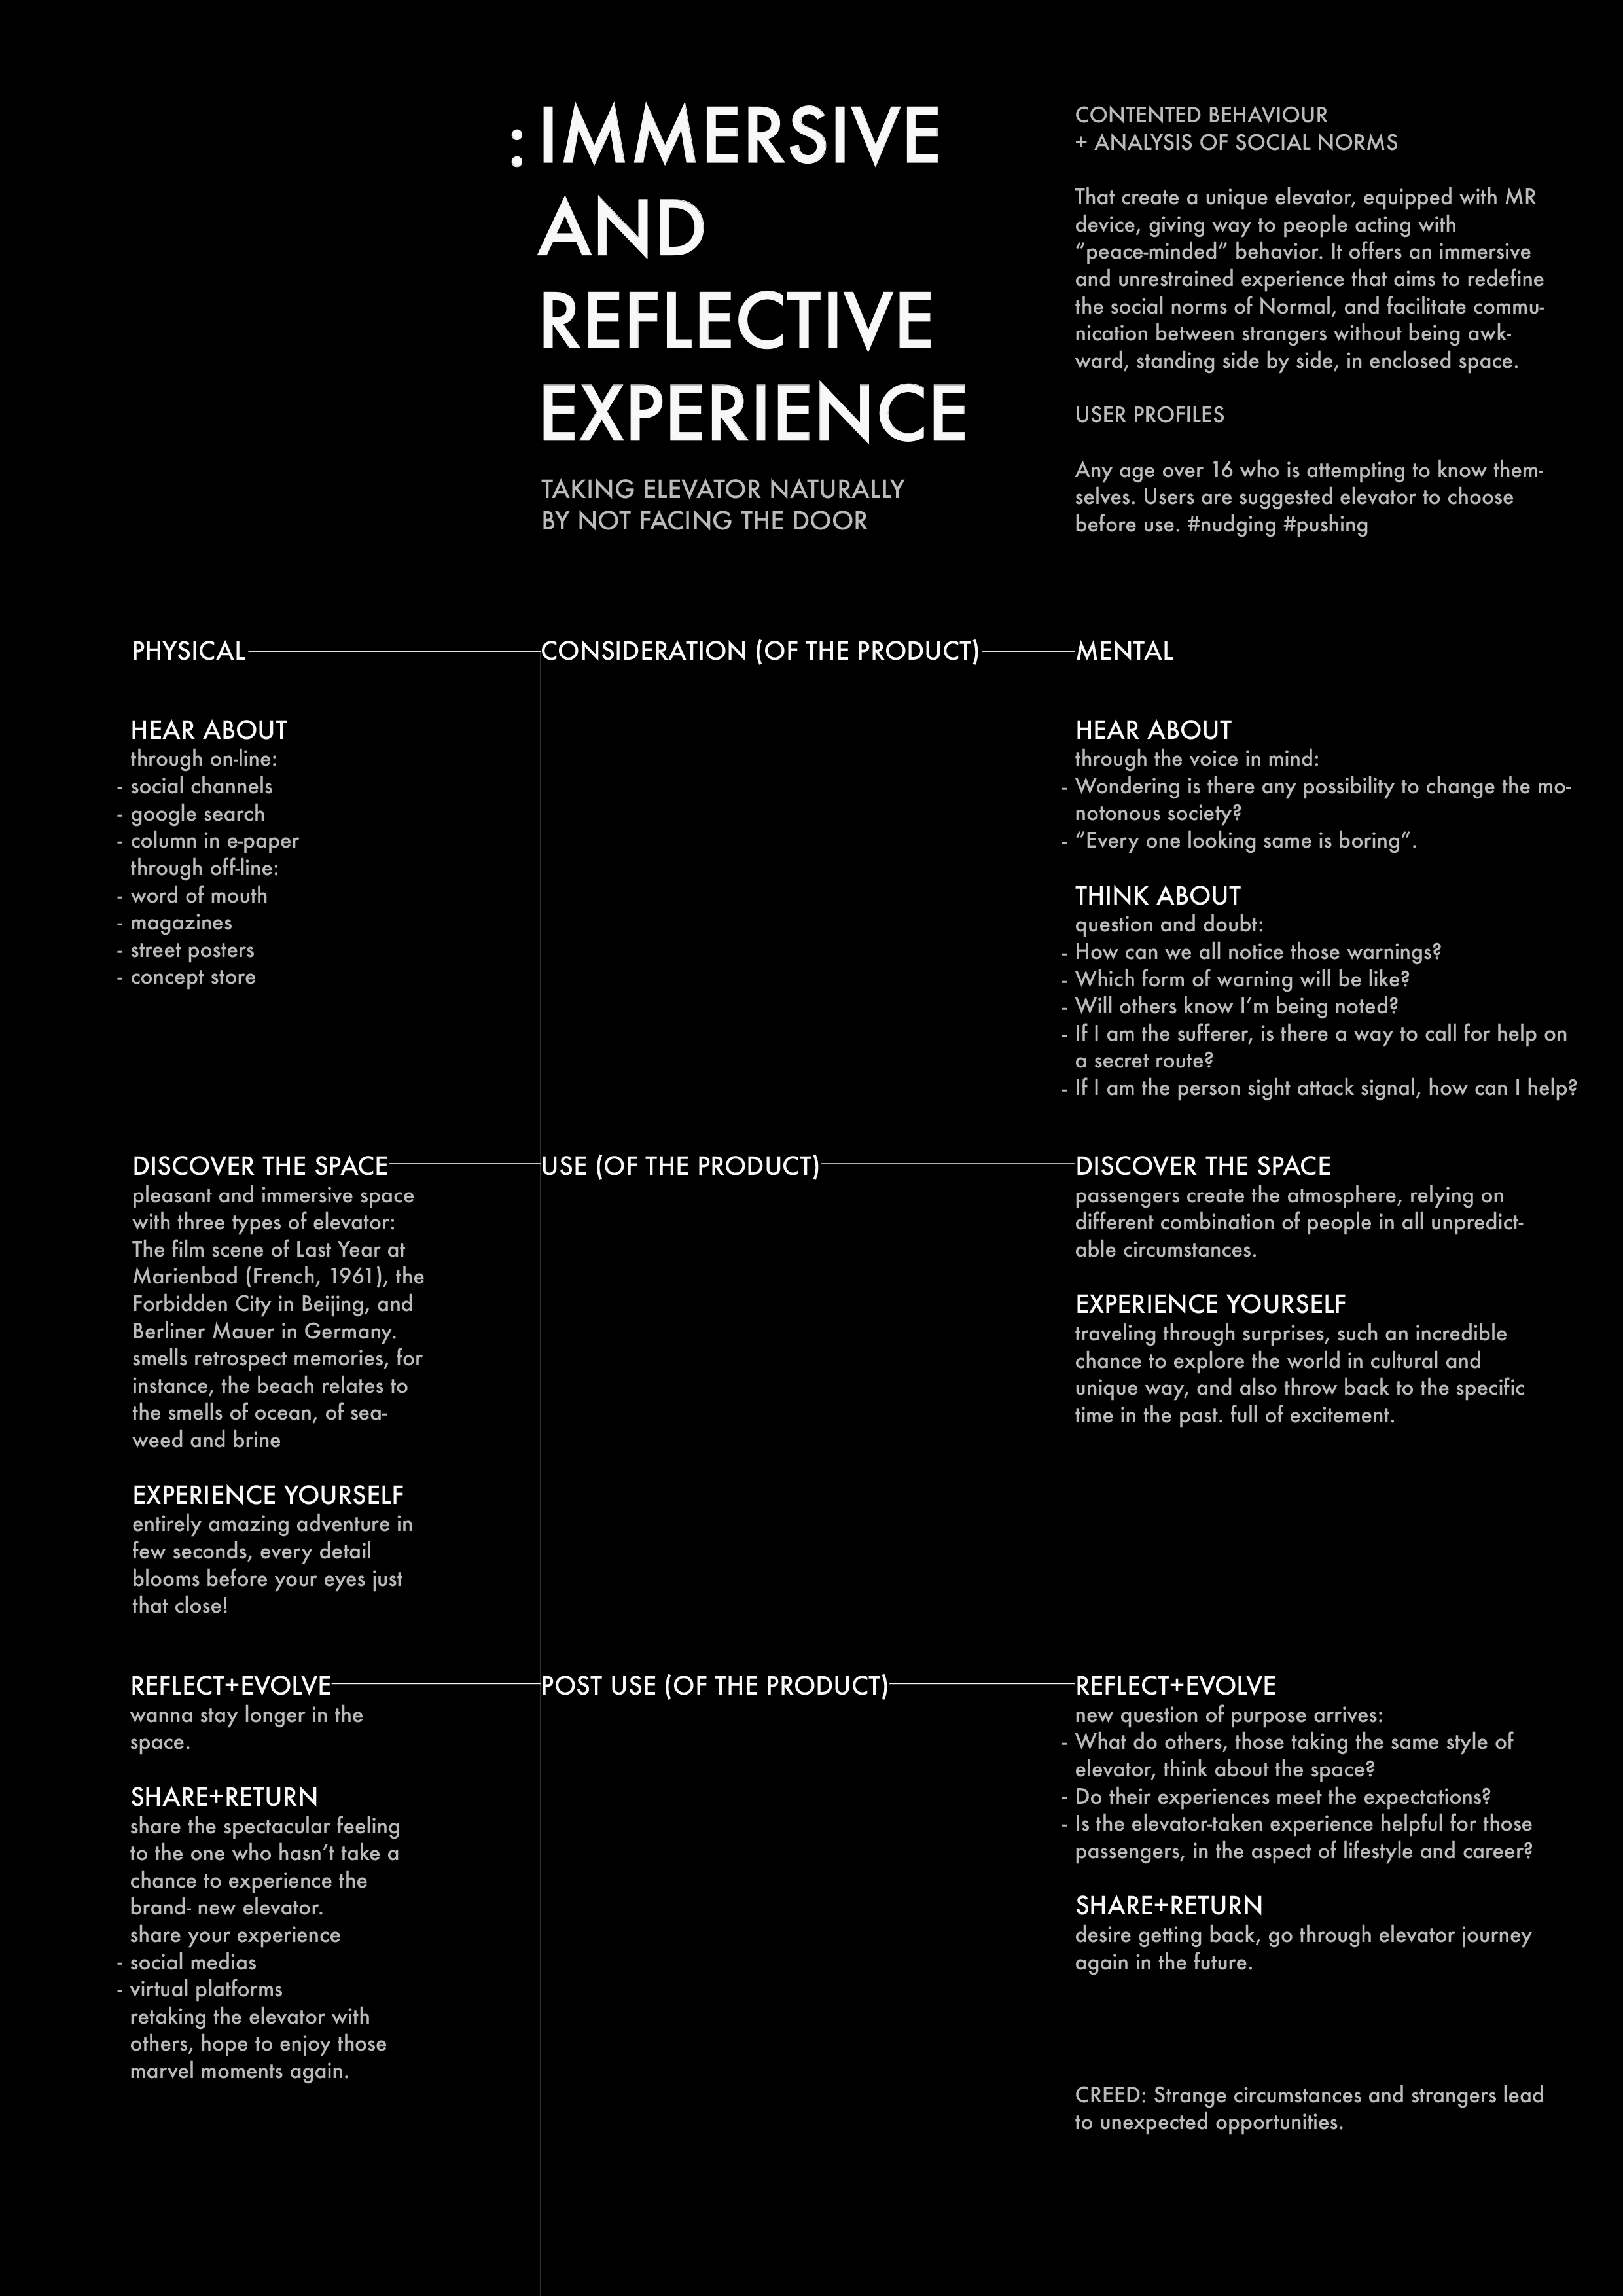 :IMMERSIVE
AND
REFLECTIVE
EXPERIENCE
TAKING ELEVATOR NATURALLY
BY NOT FACING THE DOOR
CONTENTED BEHAVIOUR
+ ANALYSIS OF SOCIAL NORMS
That create a unique elevator, equipped with MR
device, giving way to people acting with
“peace-minded” behavior. It offers an immersive
and unrestrained experience that aims to redefine
the social norms of Normal, and facilitate commu-
nication between strangers without being awk-
ward, standing side by side, in enclosed space.
USER PROFILES
Any age over 16 who is attempting to know them-
selves. Users are suggested elevator to choose
before use. #nudging #pushing
PHYSICAL
CONSIDERATION (OF THE PRODUCT)
MENTAL
HEAR ABOUT
through on-line:
- social channels
- google search
- column in e-paper
through off-line:
- word of mouth
- magazines
- street posters
- concept store
HEAR ABOUT
through the voice in mind:
- Wondering is there any possibility to change the mo-
notonous society?
- “Every one looking same is boring”.
THINK ABOUT
question and doubt:
- How can we all notice those warnings?
- Which form of warning will be like?
- Will others know I’m being noted?
- If I am the sufferer, is there a way to call for help on
a secret route?
- If I am the person sight attack signal, how can I help?
DISCOVER THE SPACE
pleasant and immersive space
with three types of elevator:
The film scene of Last Year at
Marienbad (French, 1961), the
Forbidden City in Beijing, and
Berliner Mauer in Germany.
smells retrospect memories, for
instance, the beach relates to
the smells of ocean, of sea-
weed and brine
EXPERIENCE YOURSELF
entirely amazing adventure in
few seconds, every detail
blooms before your eyes just
that close!
USE (OF THE PRODUCT)
DISCOVER THE SPACE
passengers create the atmosphere, relying on
different combination of people in all unpredict-
able circumstances.
EXPERIENCE YOURSELF
traveling through surprises, such an incredible
chance to explore the world in cultural and
unique way, and also throw back to the specific
time in the past. full of excitement.
REFLECT+EVOLVE
wanna stay longer in the
space.
SHARE+RETURN
share the spectacular feeling
to the one who hasn’t take a
chance to experience the
brand- new elevator.
share your experience
- social medias
- virtual platforms
retaking the elevator with
others, hope to enjoy those
marvel moments again.
POST USE (OF THE PRODUCT)
REFLECT+EVOLVE
new question of purpose arrives:
- What do others, those taking the same style of
elevator, think about the space?
- Do their experiences meet the expectations?
- Is the elevator-taken experience helpful for those
passengers, in the aspect of lifestyle and career?
SHARE+RETURN
desire getting back, go through elevator journey
again in the future.
CREED: Strange circumstances and strangers lead
to unexpected opportunities.